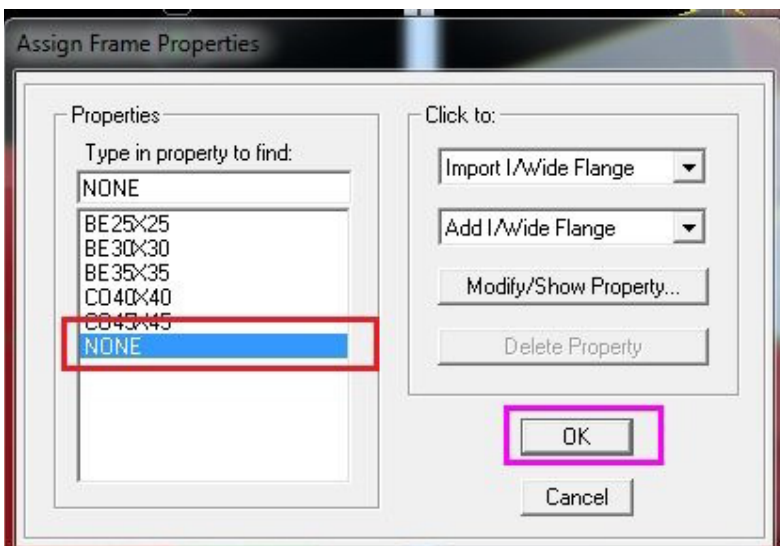 Assign Frame Properties
Properties
Type in property to find:
NONE
BE25X25
BE30X30
BE35X35
CO40X40
CO45X45
NONE
Click to:
Import I/Wide Flange
Add I/Wide Flange
Modify/Show Property...
Delete Property
OK
Cancel